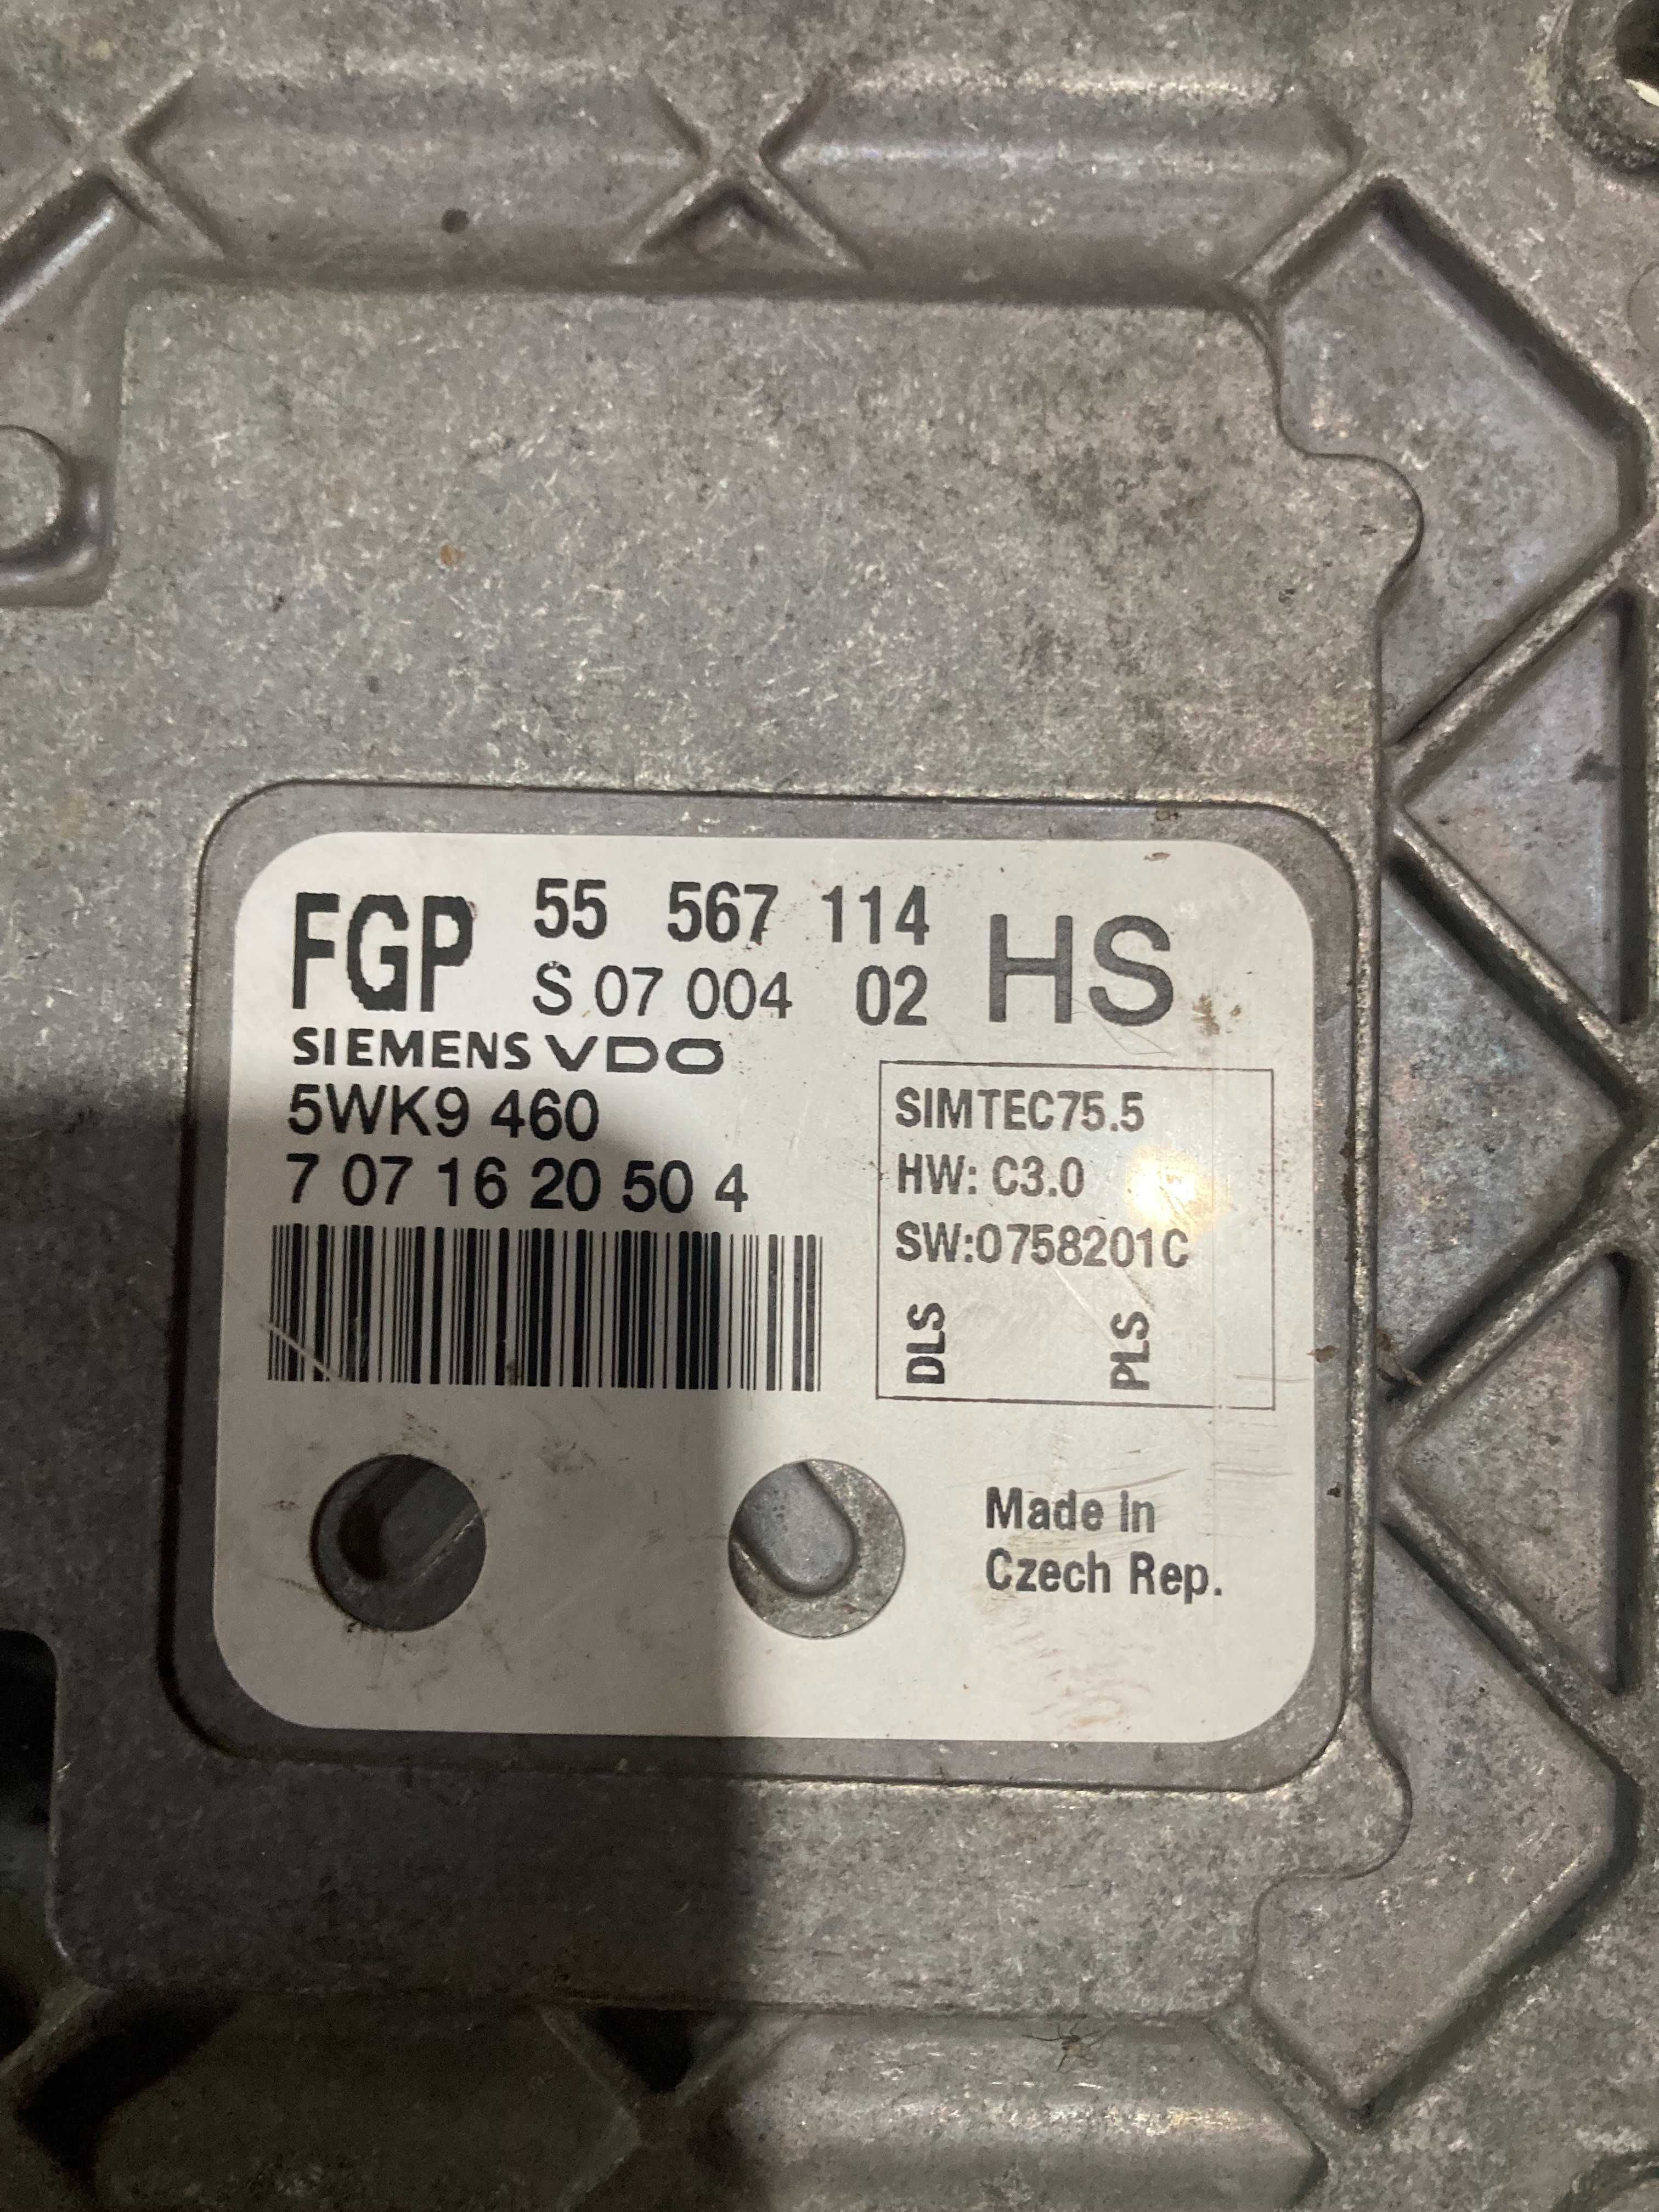 FGP 55 567 114 HS
S 07 004 02
SIEMENS VDO
5WK9 460
7 07 16 20 50 4
SIMTEC75.5
HW: C3.0
SW:0758201C
DLS PLS
Made in
Czech Rep.